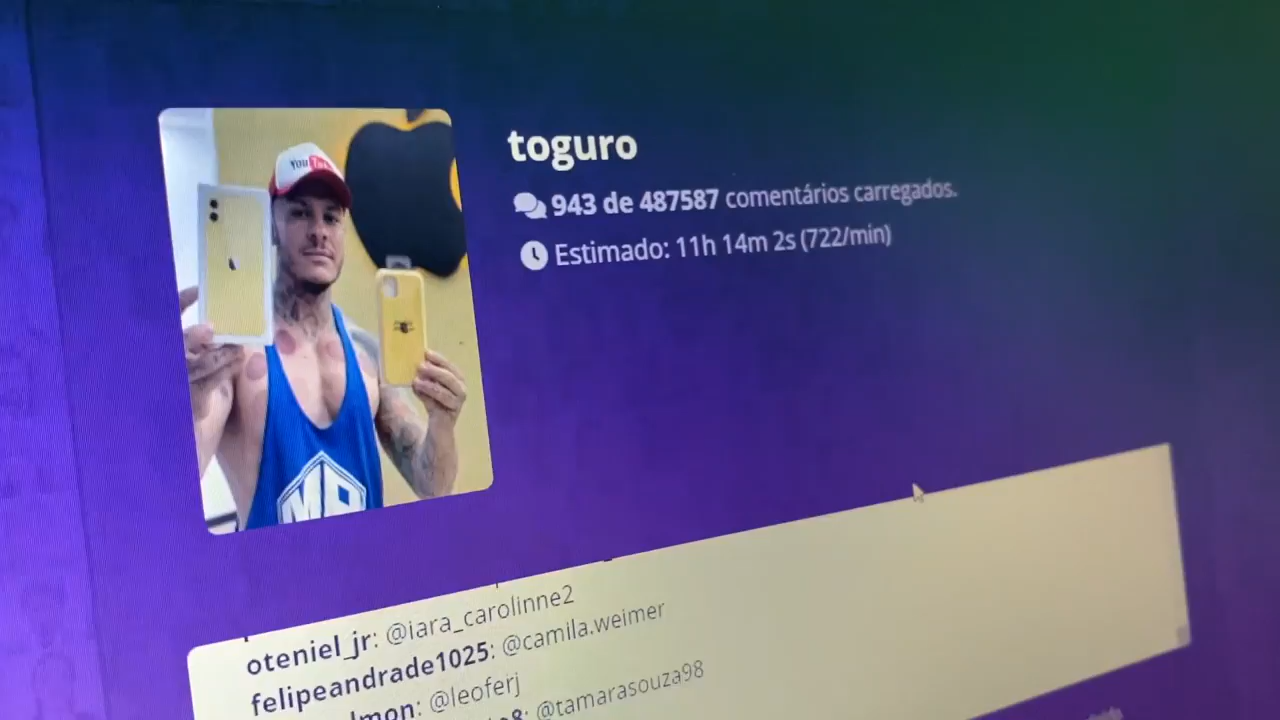 toguro
943 de 487587 comentários carregados.
Estimado: 11h 14m 2s (722/min)
You
oteniel_jr: @iara_carolinne2
felipeandrade1025: @camila.weimer
@leoferj
@tamarasouza98